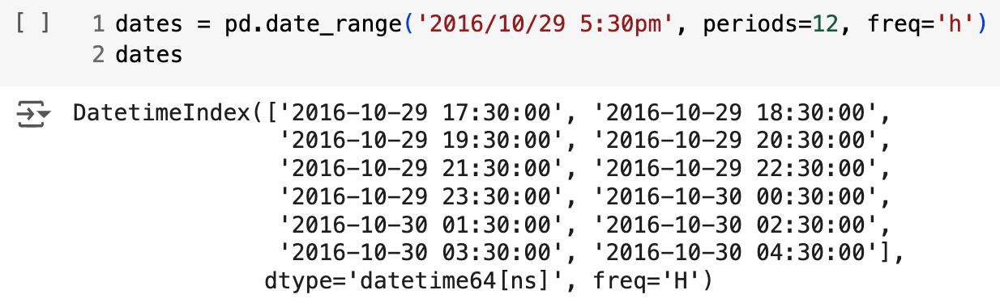 [ ] 1 dates = pd.date_range('2016/10/29 5:30pm', periods=12, freq='h')
2 dates
DatetimeIndex(['2016-10-29 17:30:00', '2016-10-29 18:30:00',
'2016-10-29 19:30:00', '2016-10-29 20:30:00',
'2016-10-29 21:30:00', '2016-10-29 22:30:00',
'2016-10-29 23:30:00', '2016-10-30 00:30:00',
'2016-10-30 01:30:00', '2016-10-30 02:30:00',
'2016-10-30 03:30:00', '2016-10-30 04:30:00'],
dtype='datetime64[ns]', freq='H')